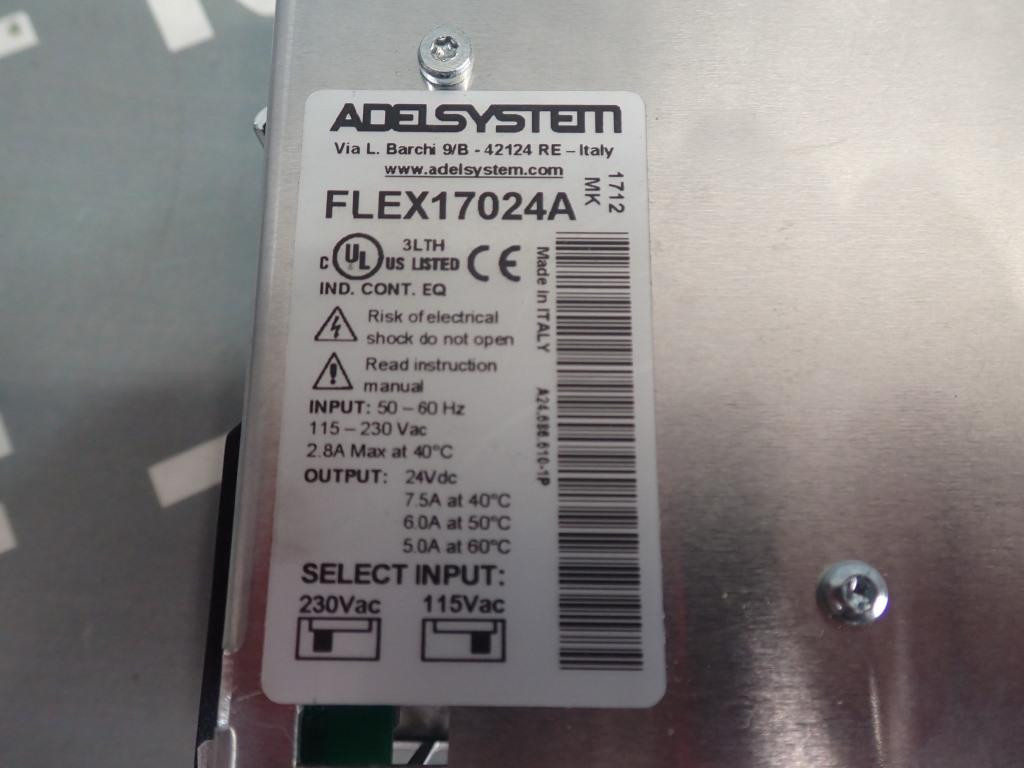 ADELSYSTEM
Via L. Barchi 9/B - 42124 RE – Italy
www.adelsystem.com
FLEX17024A
1712
MK
C UL US LISTED
3LTH
CE
IND. CONT. EQ
Risk of electrical
shock do not open
Read instruction
manual
INPUT: 50 – 60 Hz
115 – 230 Vac
2.8A Max at 40°C
OUTPUT: 24Vdc
7.5A at 40°C
6.0A at 50°C
5.0A at 60°C
SELECT INPUT:
230Vac 115Vac
Made in ITALY